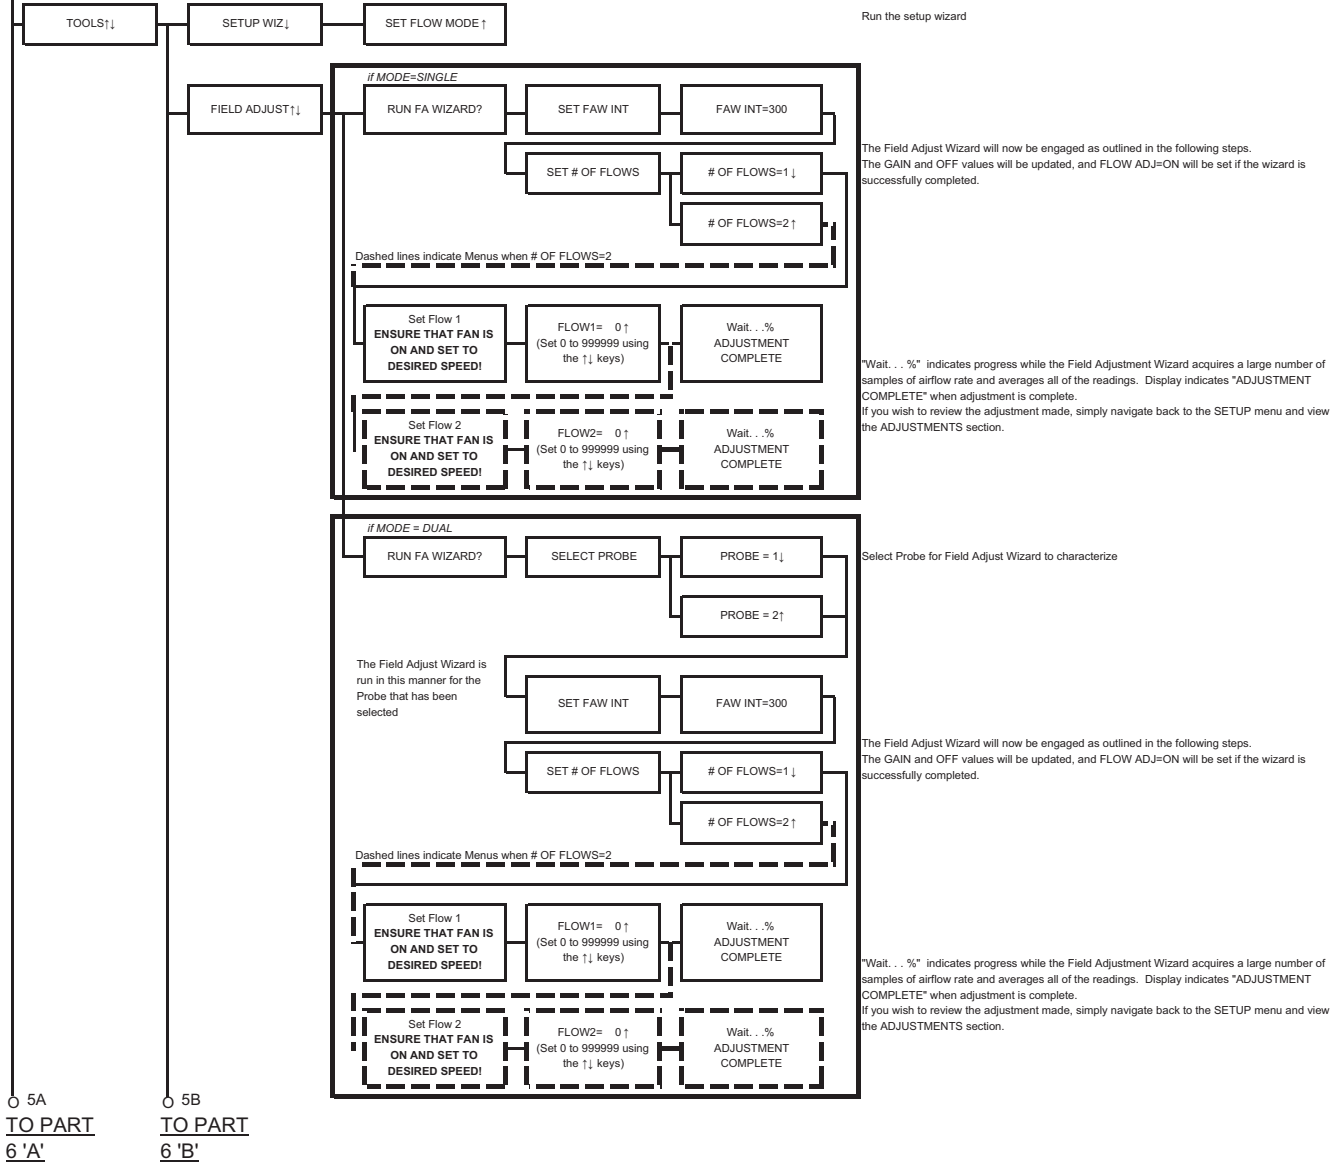 TOOLS↑↓
SETUP WIZ↓
SET FLOW MODE↑
Run the setup wizard
if MODE=SINGLE
FIELD ADJUST↑↓
RUN FA WIZARD?
SET FAW INT
FAW INT=300
SET # OF FLOWS
# OF FLOWS=1↓
# OF FLOWS=2↑
The Field Adjust Wizard will now be engaged as outlined in the following steps.
The GAIN and OFF values will be updated, and FLOW ADJ=ON will be set if the wizard is
successfully completed.
Dashed lines indicate Menus when # OF FLOWS=2
Set Flow 1
ENSURE THAT FAN IS
ON AND SET TO
DESIRED SPEED!
FLOW1= 0↑
(Set 0 to 999999 using
the ↑↓ keys)
Wait. . .%
ADJUSTMENT
COMPLETE
"Wait. . . %" indicates progress while the Field Adjustment Wizard acquires a large number of
samples of airflow rate and averages all of the readings. Display indicates "ADJUSTMENT
COMPLETE" when adjustment is complete.
If you wish to review the adjustment made, simply navigate back to the SETUP menu and view
the ADJUSTMENTS section.
Set Flow 2
ENSURE THAT FAN IS
ON AND SET TO
DESIRED SPEED!
FLOW2= 0↑
(Set 0 to 999999 using
the ↑↓ keys)
Wait. . .%
ADJUSTMENT
COMPLETE
if MODE = DUAL
RUN FA WIZARD?
SELECT PROBE
PROBE = 1↓
PROBE = 2↑
Select Probe for Field Adjust Wizard to characterize
The Field Adjust Wizard is
run in this manner for the
Probe that has been
selected
SET FAW INT
FAW INT=300
SET # OF FLOWS
# OF FLOWS=1↓
# OF FLOWS=2↑
The Field Adjust Wizard will now be engaged as outlined in the following steps.
The GAIN and OFF values will be updated, and FLOW ADJ=ON will be set if the wizard is
successfully completed.
Dashed lines indicate Menus when # OF FLOWS=2
Set Flow 1
ENSURE THAT FAN IS
ON AND SET TO
DESIRED SPEED!
FLOW1= 0↑
(Set 0 to 999999 using
the ↑↓ keys)
Wait. . .%
ADJUSTMENT
COMPLETE
"Wait. . . %" indicates progress while the Field Adjustment Wizard acquires a large number of
samples of airflow rate and averages all of the readings. Display indicates "ADJUSTMENT
COMPLETE" when adjustment is complete.
If you wish to review the adjustment made, simply navigate back to the SETUP menu and view
the ADJUSTMENTS section.
Set Flow 2
ENSURE THAT FAN IS
ON AND SET TO
DESIRED SPEED!
FLOW2= 0↑
(Set 0 to 999999 using
the ↑↓ keys)
Wait. . .%
ADJUSTMENT
COMPLETE
5A
TO PART
6 'A'
5B
TO PART
6 'B'